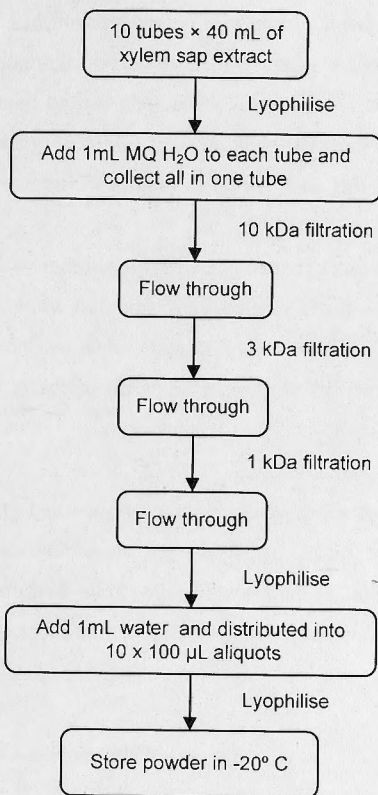 10 tubes × 40 mL of
xylem sap extract
Lyophilise
Add 1mL MQ H₂O to each tube and
collect all in one tube
10 kDa filtration
Flow through
3 kDa filtration
Flow through
1 kDa filtration
Flow through
Lyophilise
Add 1mL water and distributed into
10 x 100 µL aliquots
Lyophilise
Store powder in -20º C